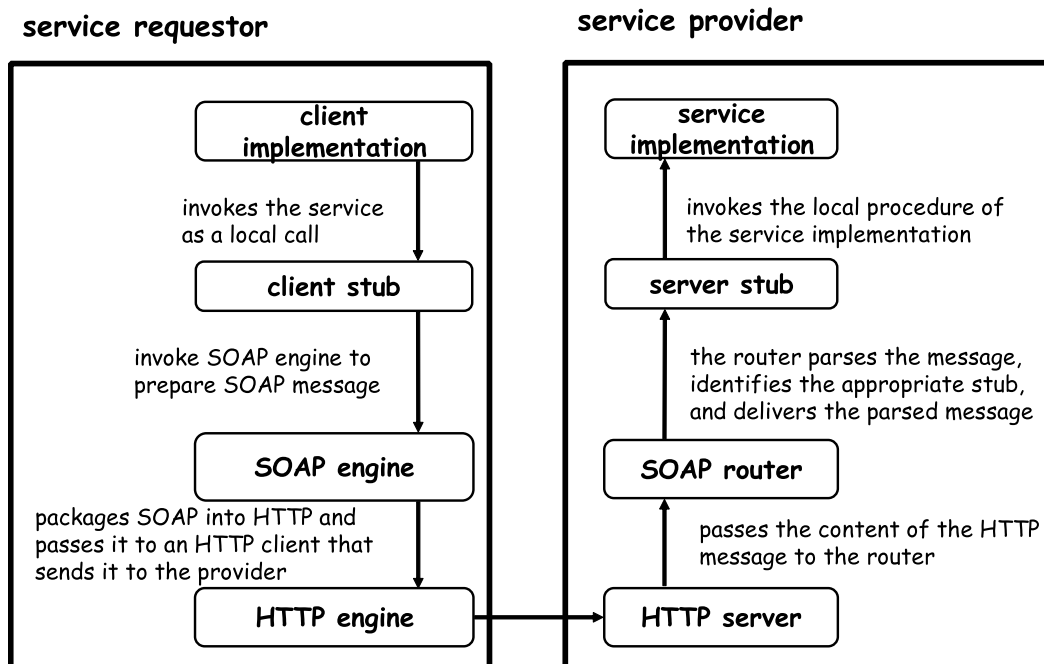 service requestor
client
implementation
invokes the service
as a local call
client stub
invoke SOAP engine to
prepare SOAP message
SOAP engine
packages SOAP into HTTP and
passes it to an HTTP client that
sends it to the provider
HTTP engine
service provider
service
implementation
invokes the local procedure of
the service implementation
server stub
the router parses the message,
identifies the appropriate stub,
and delivers the parsed message
SOAP router
passes the content of the HTTP
message to the router
HTTP server